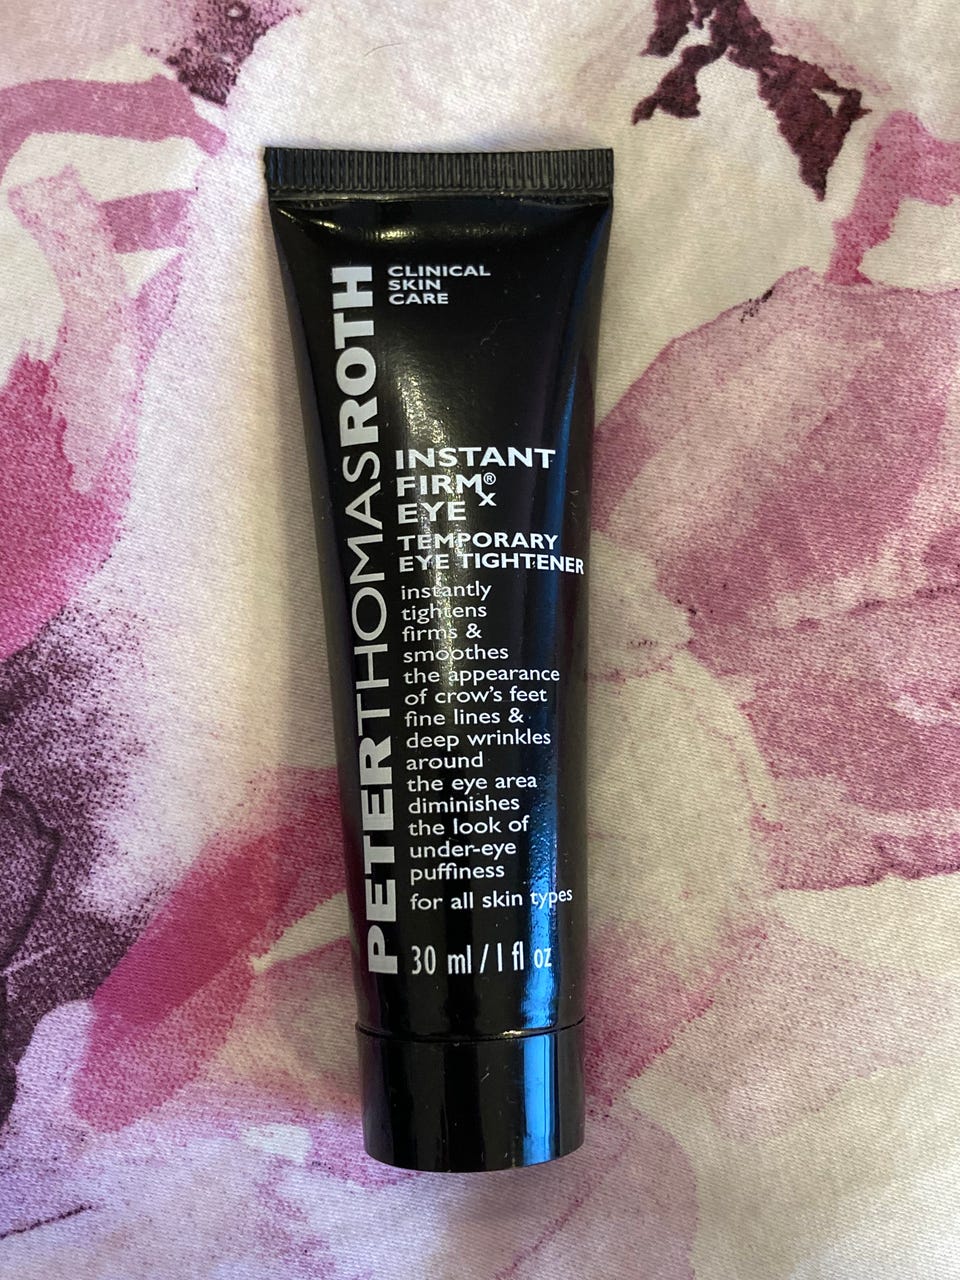 PETERTHOMASROTH
CLINICAL
SKIN
CARE
INSTANT
FIRMx®
EYE
TEMPORARY
EYE TIGHTENER
instantly
tightens
firms &
smoothes
the appearance
of crow's feet
fine lines &
deep wrinkles
around
the eye area
diminishes
the look of
under-eye
puffiness
for all skin types
30 ml / 1 fl oz